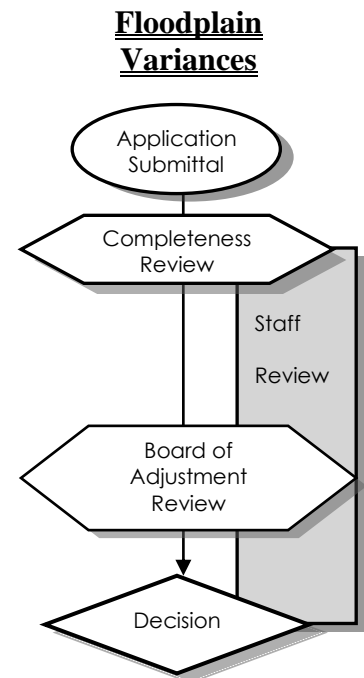 Floodplain
Variances
Application
Submittal
Completeness
Review
Staff
Review
Board of
Adjustment
Review
Decision